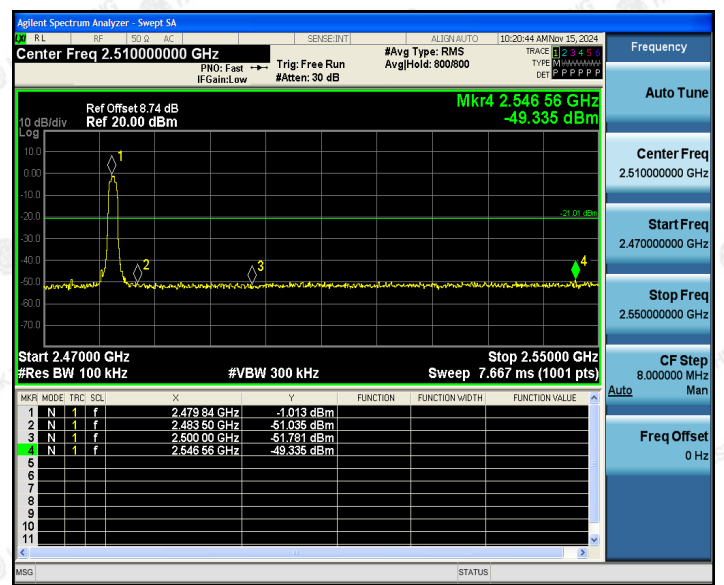 Agilent Spectrum Analyzer - Swept SA
LXI RL RF 50 Ω AC SENSE:INT ALIGNAUTO 10:20:44 AM Nov 15, 2024
Center Freq 2.510000000 GHz
#Avg Type: RMS
TRACE 1 2 3 4 5 6
PNO: Fast
Trig: Free Run
Avg|Hold: 800/800
TYPE M
IFGain:Low
#Atten: 30 dB
DET P P P P P P
Ref Offset 8.74 dB
Mkr4 2.546 56 GHz
10 dB/div Ref 20.00 dBm
-49.335 dBm
Log
10.0
1
0.00
-10.0
-20.0
-21.01 dBm
-30.0
-40.0
2
3
4
-50.0
-60.0
-70.0
Start 2.47000 GHz
Stop 2.55000 GHz
#Res BW 100 kHz
#VBW 300 kHz
Sweep 7.667 ms (1001 pts)
MKR MODE TRC SCL X Y FUNCTION FUNCTION WIDTH FUNCTION VALUE
1 N 1 f 2.479 84 GHz -1.013 dBm
2 N 1 f 2.483 50 GHz -51.035 dBm
3 N 1 f 2.500 00 GHz -51.781 dBm
4 N 1 f 2.546 56 GHz -49.335 dBm
5
6
7
8
9
10
11
MSG
STATUS
Frequency
Auto Tune
Center Freq
2.510000000 GHz
Start Freq
2.470000000 GHz
Stop Freq
2.550000000 GHz
CF Step
8.000000 MHz
Auto Man
Freq Offset
0 Hz